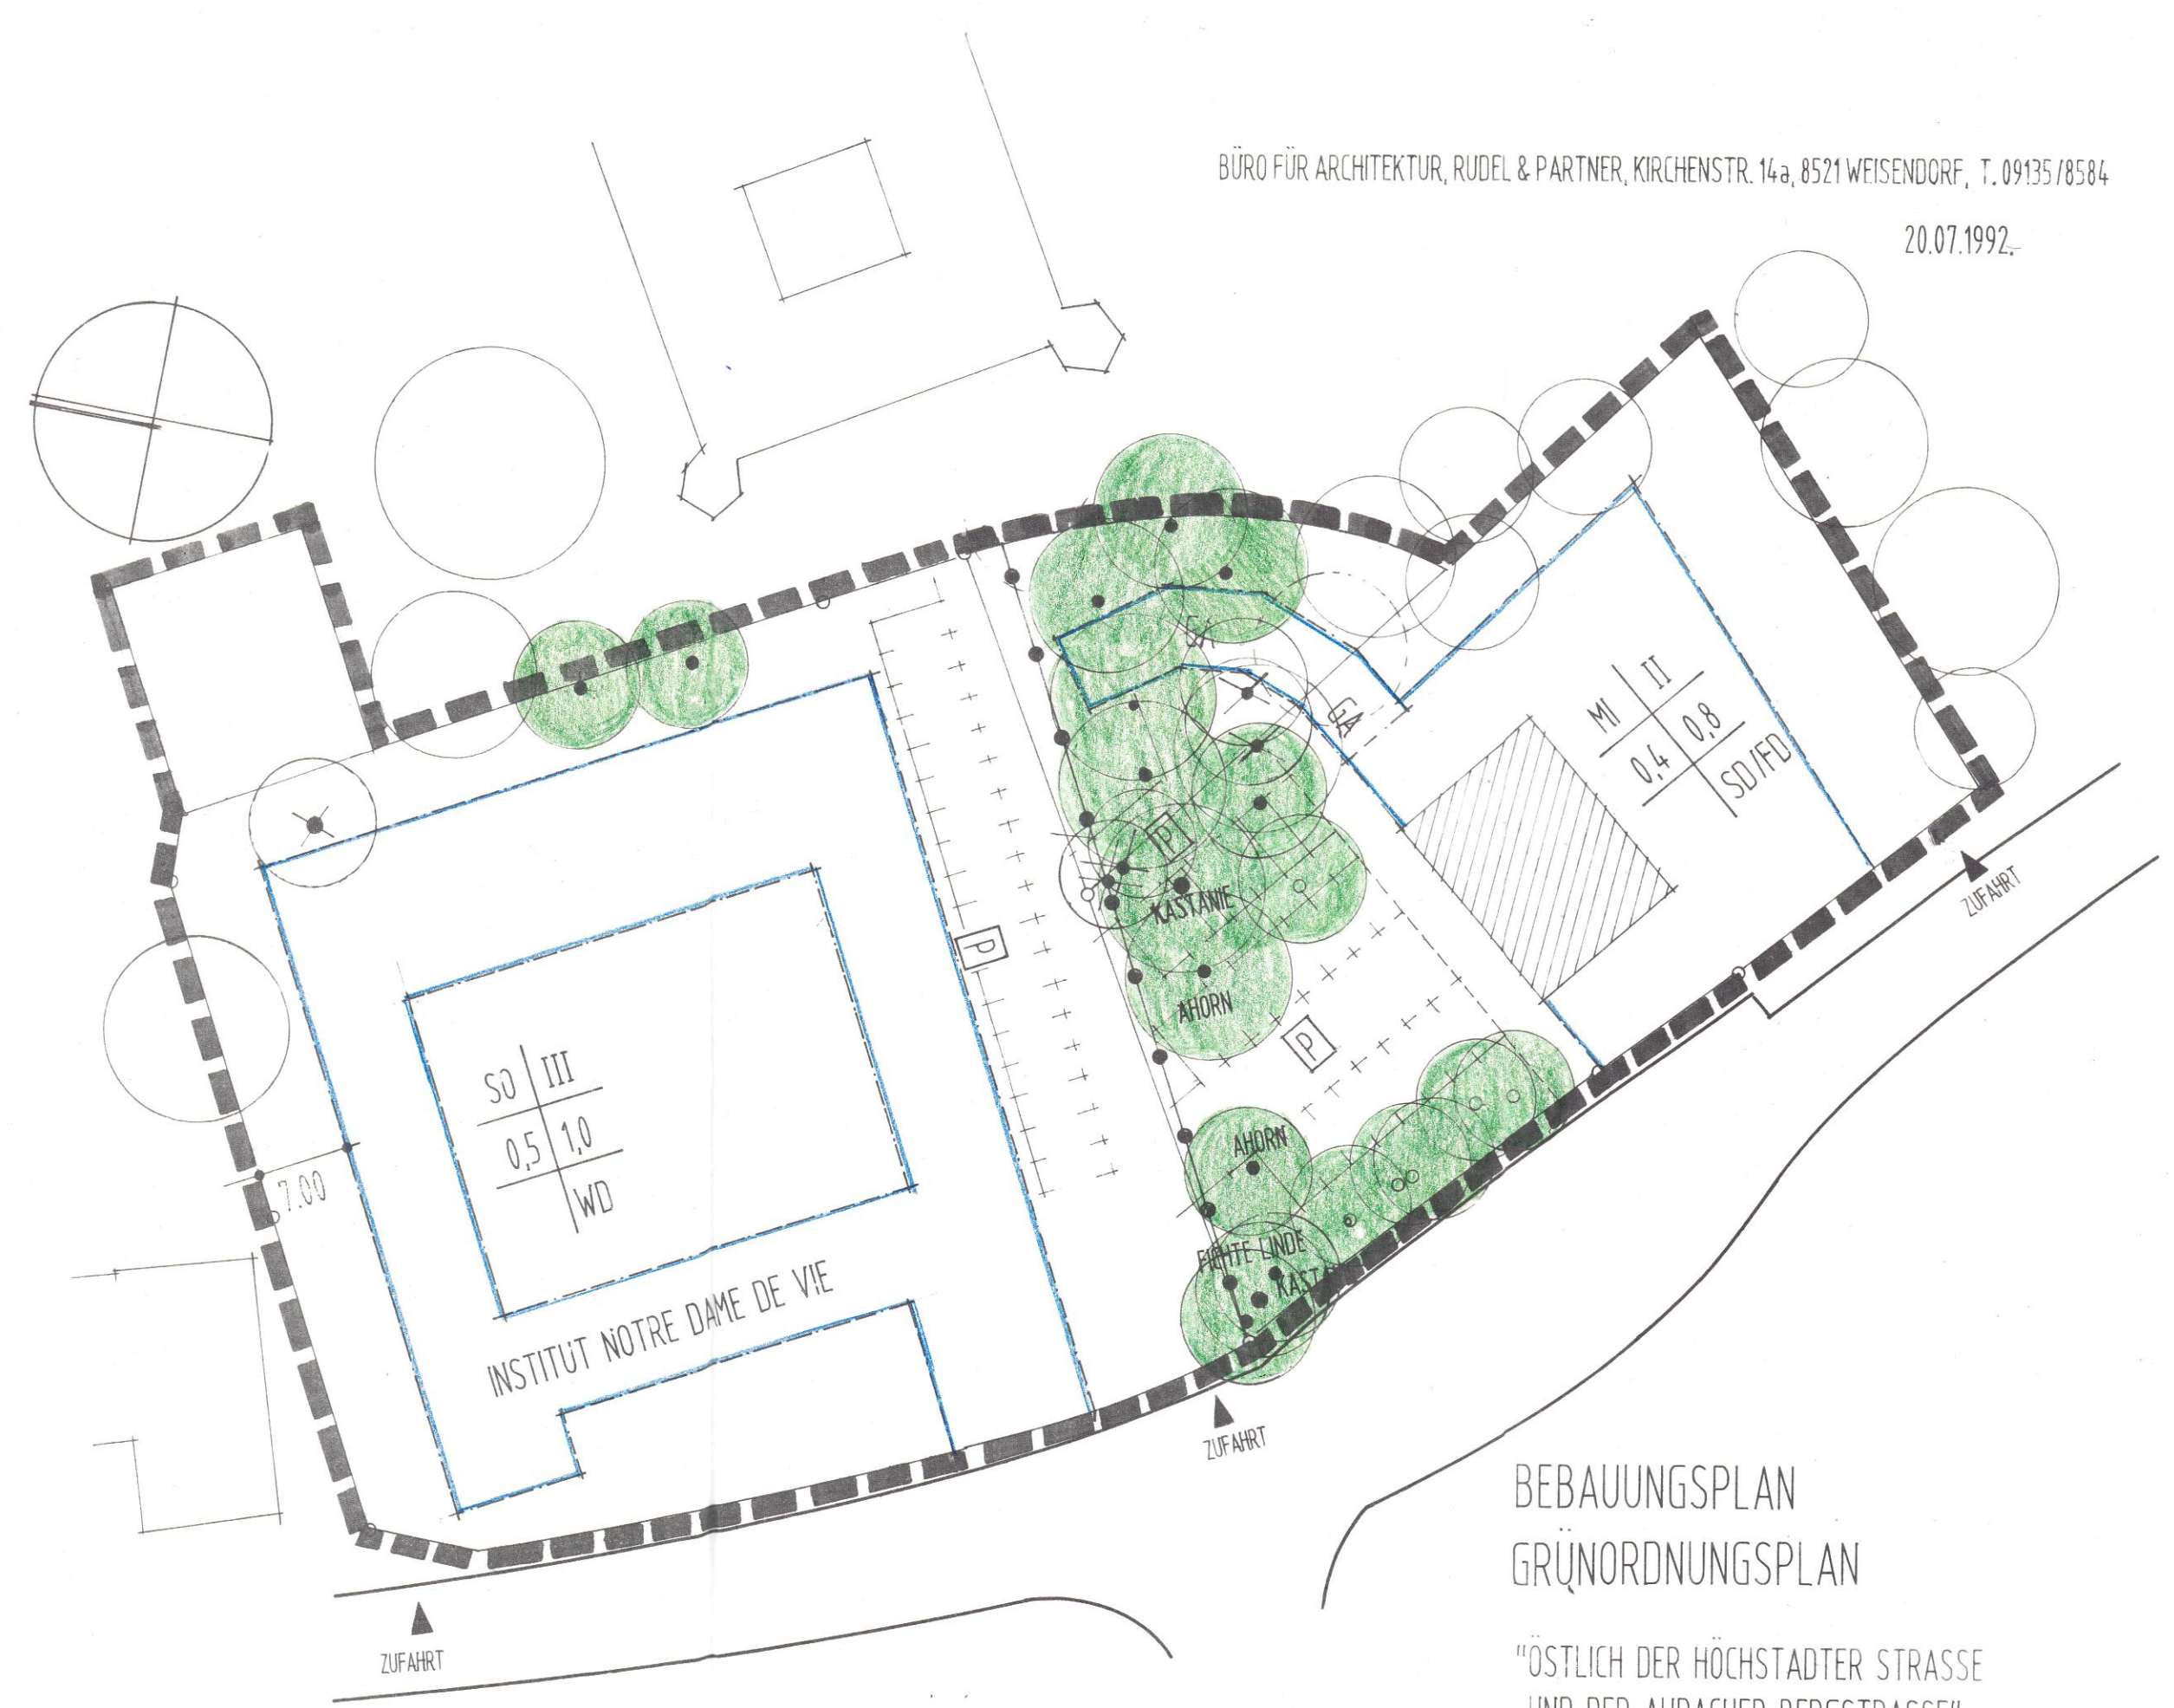 BÜRO FÜR ARCHITEKTUR, RUDEL & PARTNER, KIRCHENSTR. 14a, 8521 WEISENDORF, T. 09135/8584
20.07.1992.
GA
MI II
0,4 0,8
SD/FD
ZUFAHRT
P
KASTANIE
P
AHORN
P
SO III
0,5 1,0
WD
7.00
AHORN
FICHTE LINDE
INSTITUT NOTRE DAME DE VIE
ZUFAHRT
ZUFAHRT
BEBAUUNGSPLAN
GRÜNORDNUNGSPLAN
"ÖSTLICH DER HÖCHSTADTER STRASSE